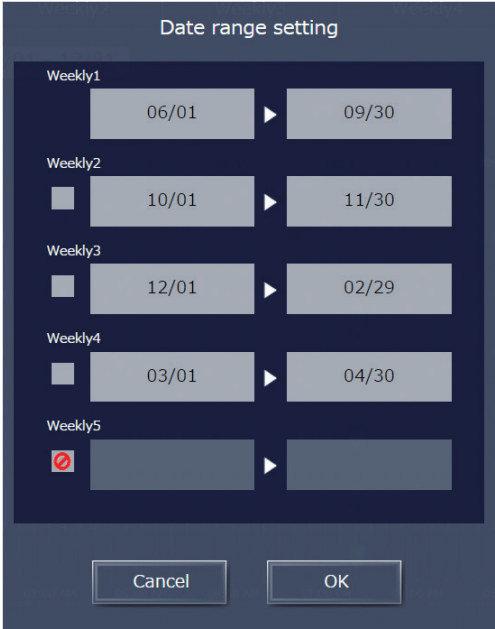 Date range setting
Weekly1
06/01 09/30
Weekly2
10/01 11/30
Weekly3
12/01 02/29
Weekly4
03/01 04/30
Weekly5
Cancel OK